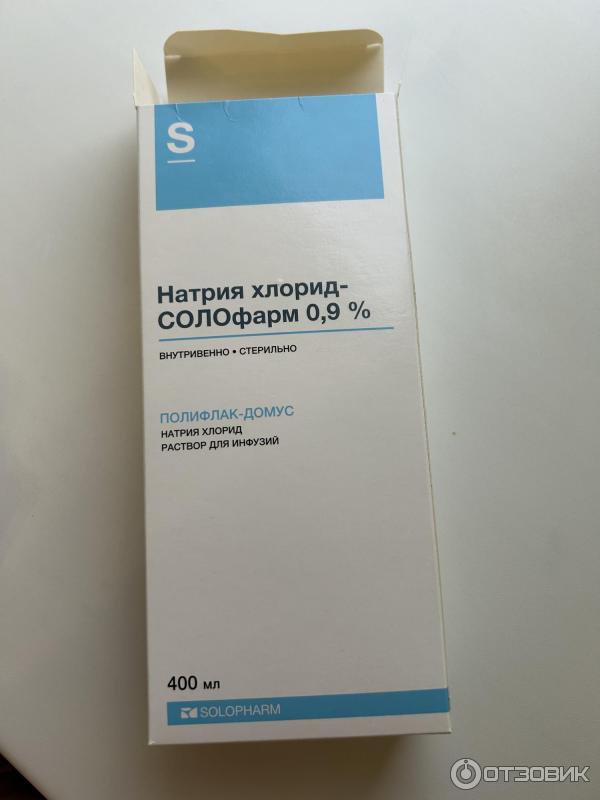 S
Натрия хлорид-
СОЛОфарм 0,9 %
ВНУТРИВЕННО • СТЕРИЛЬНО
ПОЛИФЛАК-ДОМУС
НАТРИЯ ХЛОРИД
РАСТВОР ДЛЯ ИНФУЗИЙ
400 мл
SOLOPHARM
ОТЗОВИК